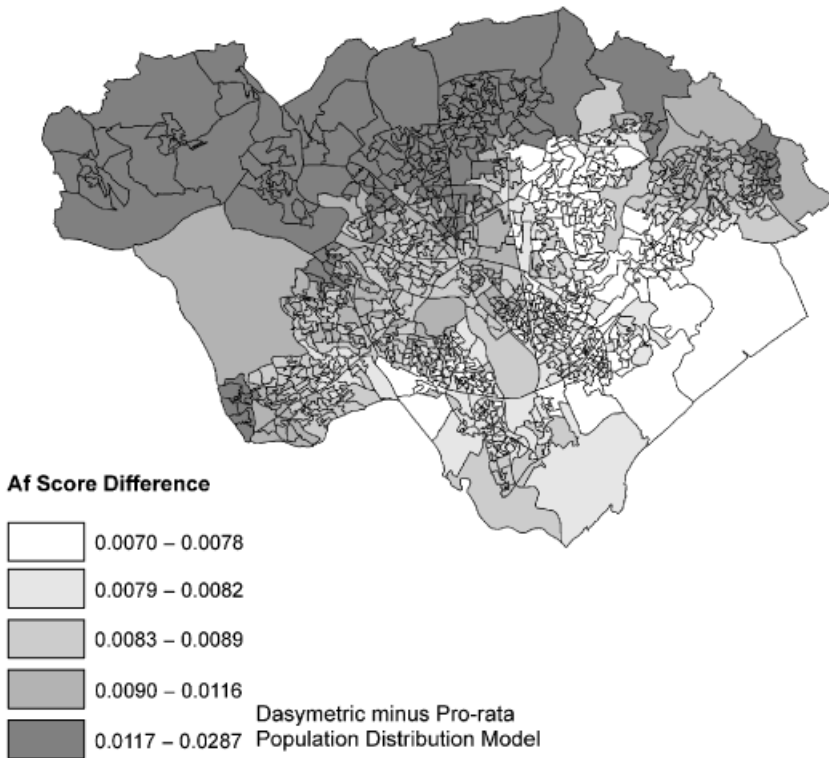 Af Score Difference
0.0070 – 0.0078
0.0079 – 0.0082
0.0083 – 0.0089
0.0090 – 0.0116
0.0117 – 0.0287
Dasymetric minus Pro-rata
Population Distribution Model